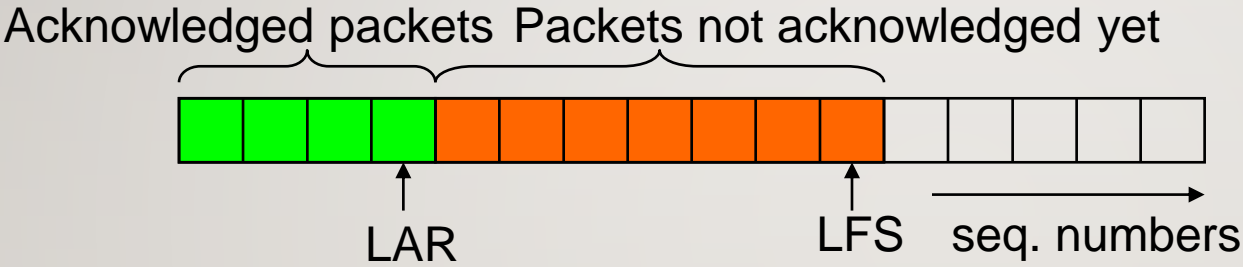 Acknowledged packets Packets not acknowledged yet
LAR LFS seq. numbers